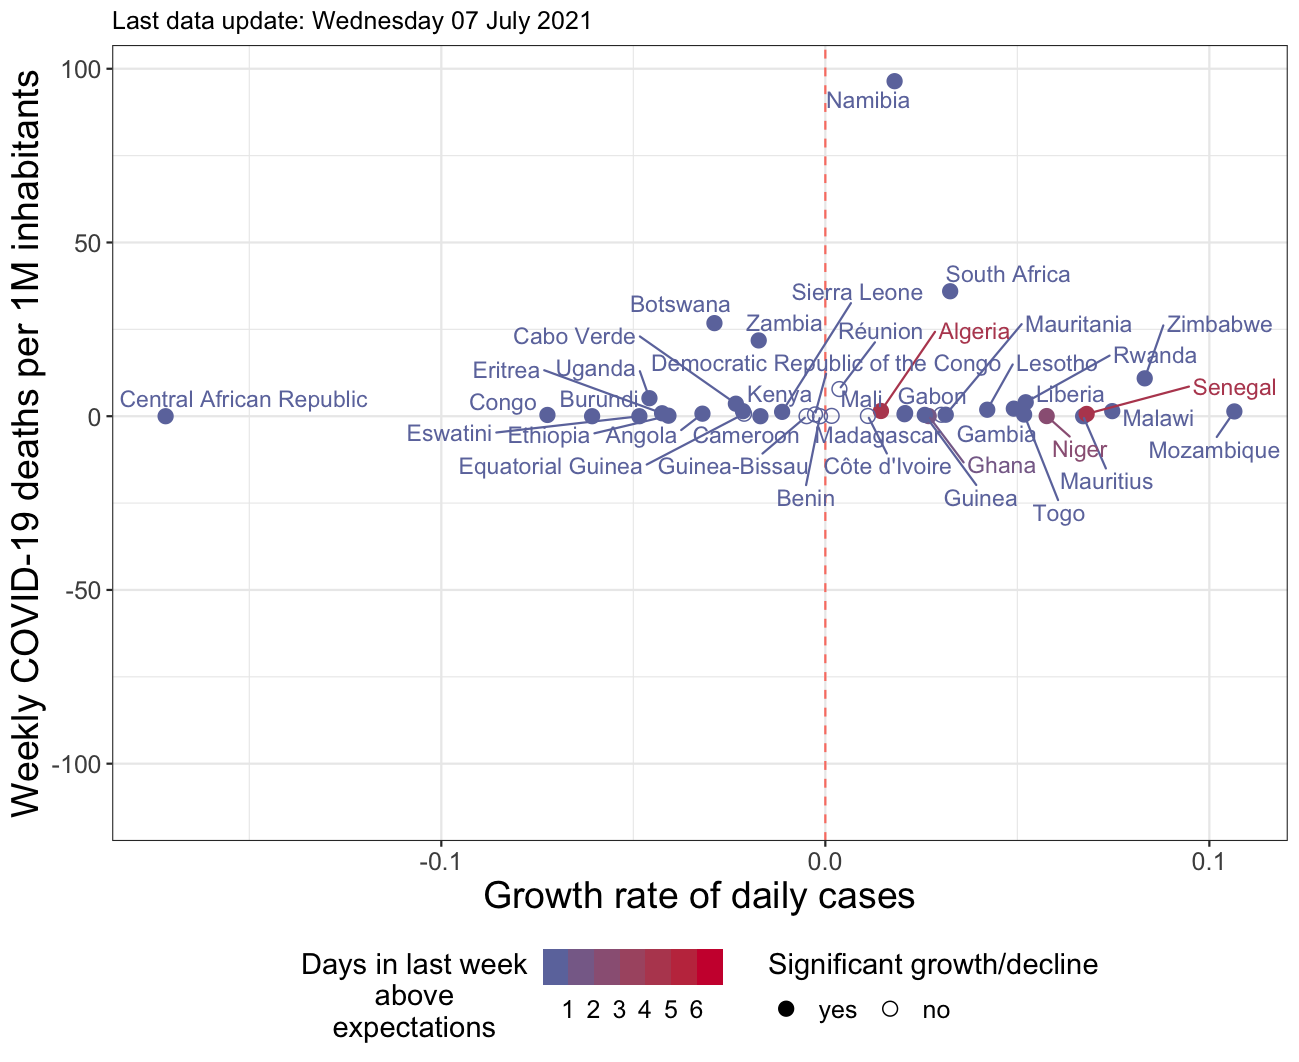 Last data update: Wednesday 07 July 2021
Weekly COVID-19 deaths per 1M inhabitants
100
50
0
-50
-100
Namibia
South Africa
Sierra Leone
Botswana
Zambia
Réunion
Algeria
Mauritania
Zimbabwe
Cabo Verde
Democratic Republic of the Congo
Lesotho
Rwanda
Eritrea
Uganda
Senegal
Central African Republic
Congo
Burundi
Kenya
Mali
Gabon
Liberia
Malawi
Eswatini
Ethiopia
Angola
Cameroon
Madagascar
Gambia
Niger
Mozambique
Equatorial Guinea
Guinea-Bissau
Côte d'Ivoire
Ghana
Mauritius
Benin
Guinea
Togo
-0.1
0.0
0.1
Growth rate of daily cases
Days in last week
above
expectations
1 2 3 4 5 6
Significant growth/decline
yes no